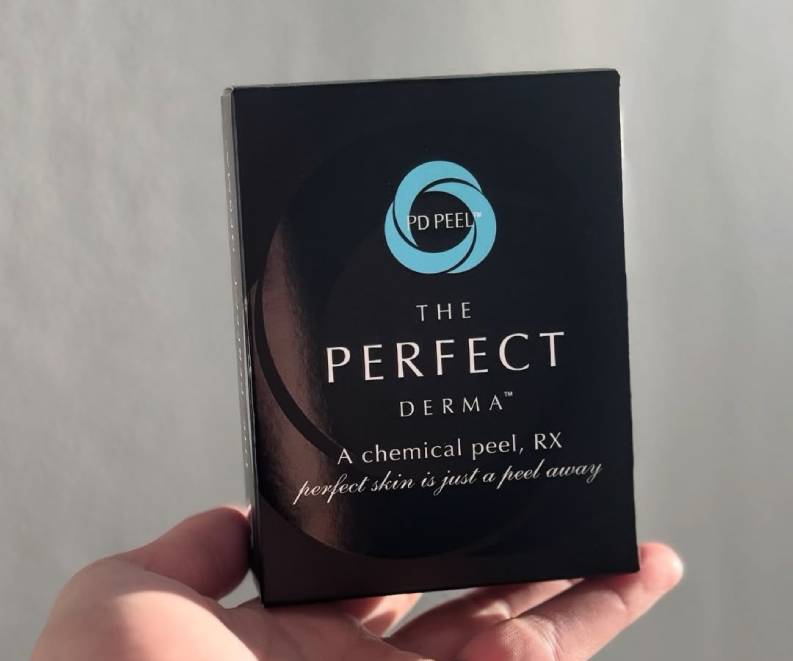 PD PEEL™
THE
PERFECT
DERMA™
A chemical peel, RX
perfect skin is just a peel away